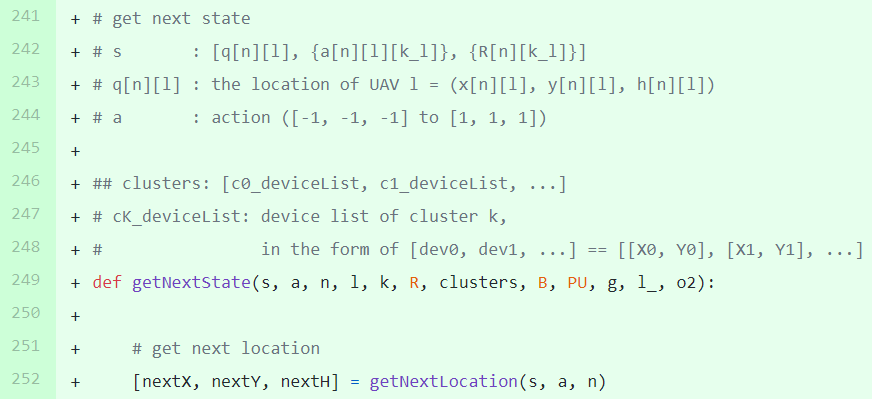 241 + # get next state
242 + # s       : [q[n][l], {a[n][l][k_l]}, {R[n][k_l]}]
243 + # q[n][l] : the location of UAV l = (x[n][l], y[n][l], h[n][l])
244 + # a       : action ([-1, -1, -1] to [1, 1, 1])
245 +
246 + ## clusters: [c0_deviceList, c1_deviceList, ...]
247 + # cK_deviceList: device list of cluster k,
248 + #                in the form of [dev0, dev1, ...] == [[X0, Y0], [X1, Y1], ...]
249 + def getNextState(s, a, n, l, k, R, clusters, B, PU, g, l_, o2):
250 +
251 +     # get next location
252 +     [nextX, nextY, nextH] = getNextLocation(s, a, n)